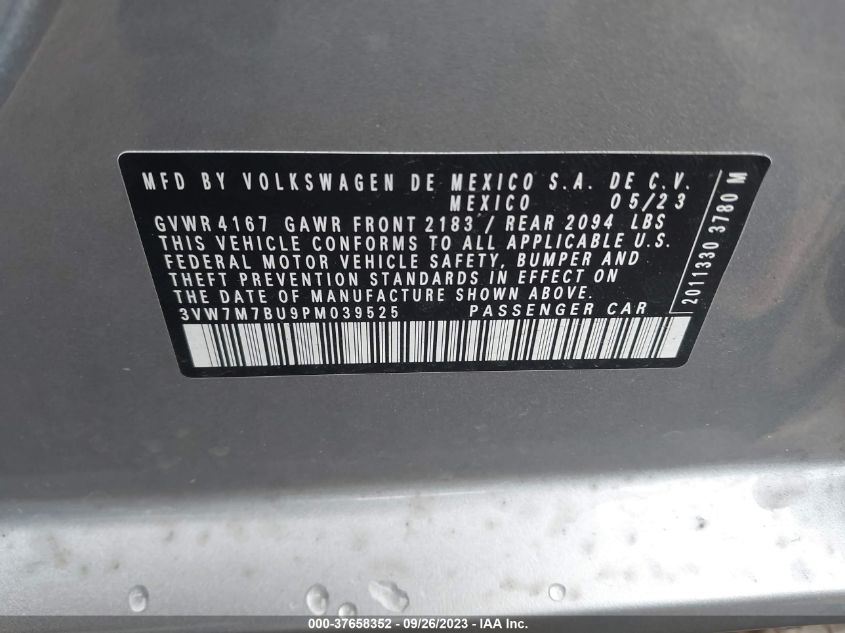 MFD BY VOLKSWAGEN DE MEXICO S.A. DE C.V.
MEXICO 05/23
GVWR 4167 GAWR FRONT 2183 / REAR 2094 LBS
THIS VEHICLE CONFORMS TO ALL APPLICABLE U.S.
FEDERAL MOTOR VEHICLE SAFETY, BUMPER AND
THEFT PREVENTION STANDARDS IN EFFECT ON
THE DATE OF MANUFACTURE SHOWN ABOVE.
3VW7M7BU9PM039525 PASSENGER CAR
2011330 3780 M
000-37658352 - 09/26/2023 - IAA Inc.